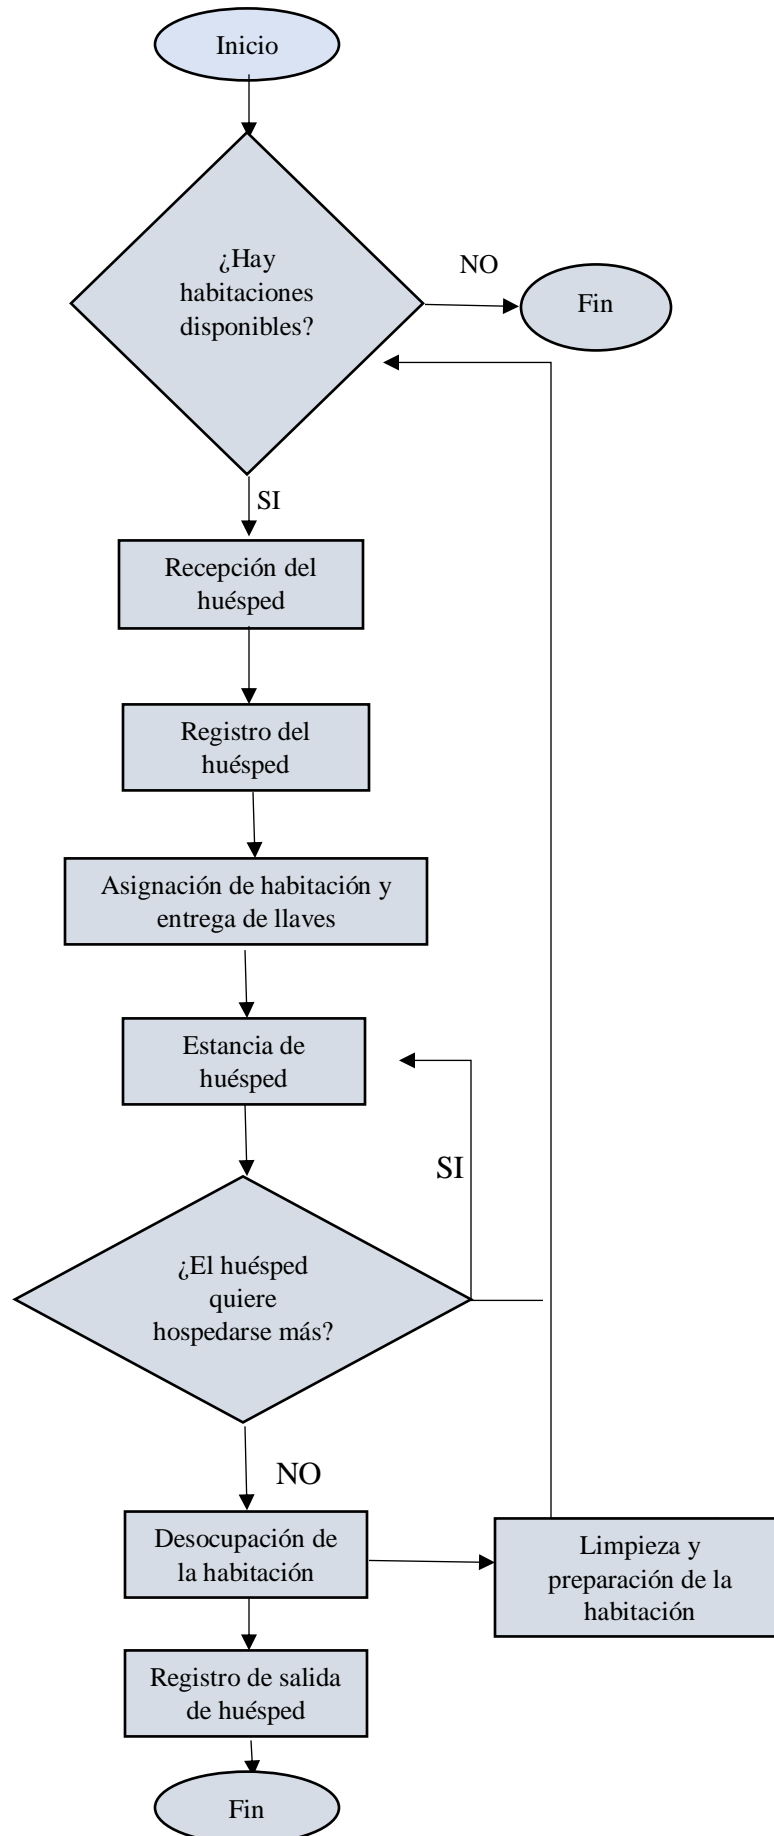 Inicio
¿Hay
habitaciones
disponibles?
NO
Fin
SI
Recepción del
huésped
Registro del
huésped
Asignación de habitación y
entrega de llaves
Estancia de
huésped
SI
¿El huésped
quiere
hospedarse más?
NO
Desocupación de
la habitación
Limpieza y
preparación de la
habitación
Registro de salida
de huésped
Fin